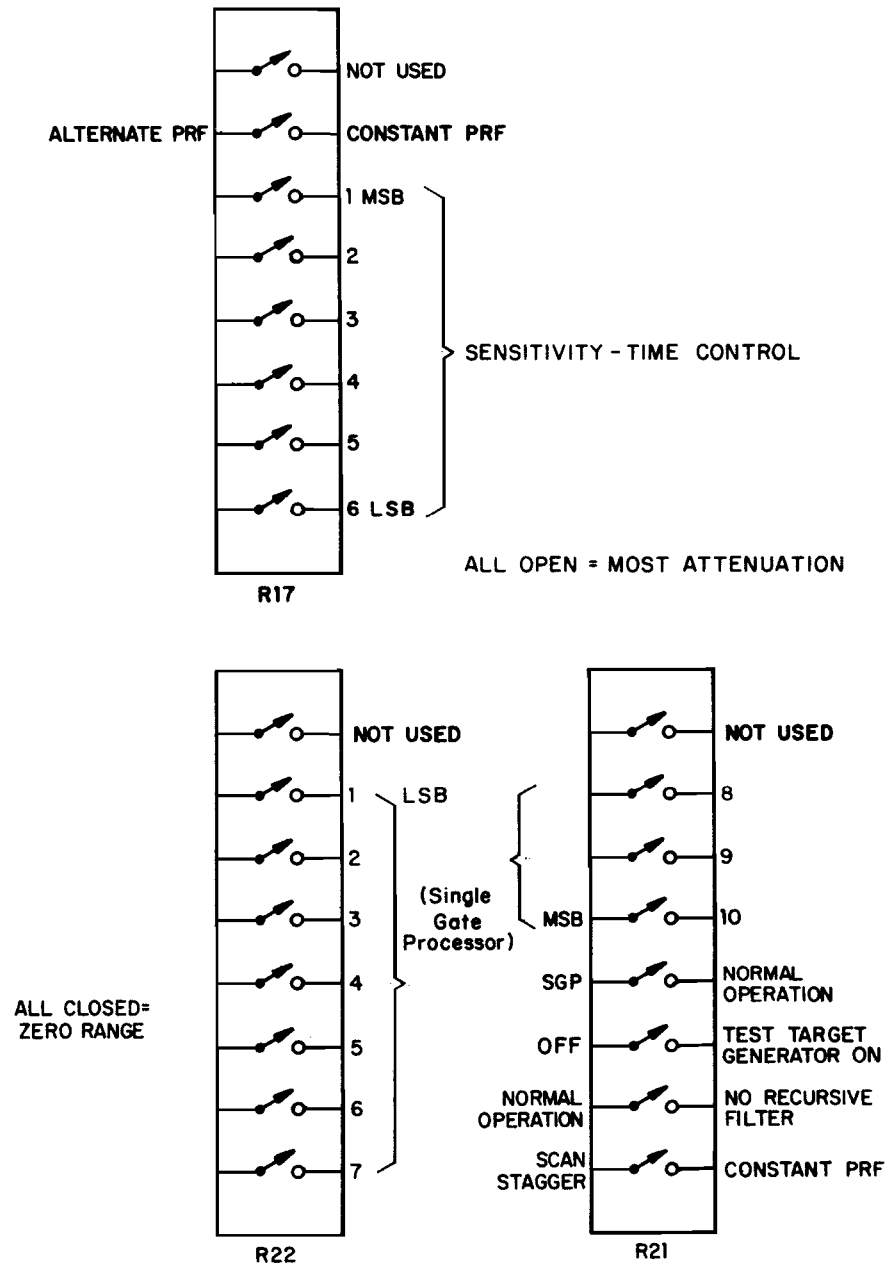 NOT USED
ALTERNATE PRF CONSTANT PRF
1 MSB
2
3
SENSITIVITY - TIME CONTROL
4
5
6 LSB
ALL OPEN = MOST ATTENUATION
R17
NOT USED
1 LSB
2
3
(Single
Gate
Processor)
4
ALL CLOSED=
ZERO RANGE
5
6
7
R22
NOT USED
8
9
MSB 10
SGP
NORMAL
OPERATION
OFF
TEST TARGET
GENERATOR ON
NORMAL
OPERATION
NO RECURSIVE
FILTER
SCAN
STAGGER
CONSTANT PRF
R21